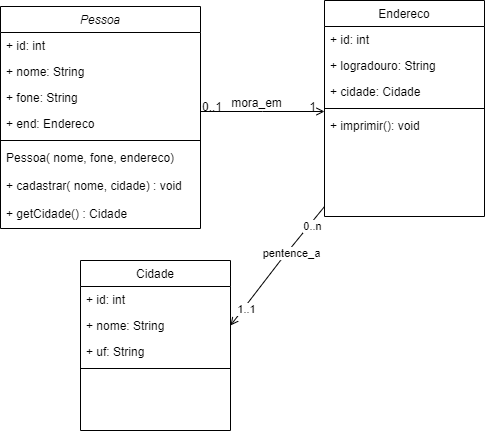 Pessoa
+ id: int
+ nome: String
+ fone: String
+ end: Endereco
Pessoa( nome, fone, endereco)
+ cadastrar( nome, cidade) : void
+ getCidade() : Cidade
0..1
mora_em
1
Endereco
+ id: int
+ logradouro: String
+ cidade: Cidade
+ imprimir(): void
0..n
pentence_a
1..1
Cidade
+ id: int
+ nome: String
+ uf: String